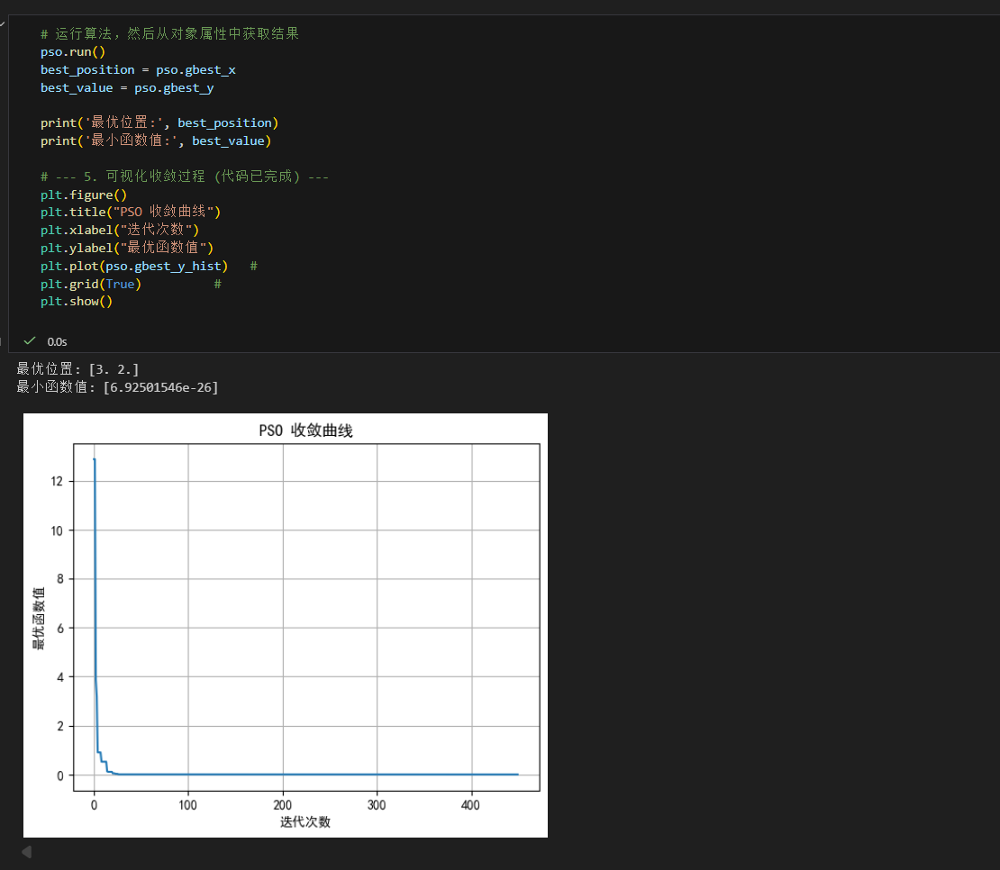 # 运行算法，然后从对象属性中获取结果
pso.run()
best_position = pso.gbest_x
best_value = pso.gbest_y
print('最优位置:', best_position)
print('最小函数值:', best_value)
# --- 5. 可视化收敛过程 (代码已完成) ---
plt.figure()
plt.title("PSO 收敛曲线")
plt.xlabel("迭代次数")
plt.ylabel("最优函数值")
plt.plot(pso.gbest_y_hist)   #
plt.grid(True)          #
plt.show()
0.0s
最优位置: [3. 2.]
最小函数值: [6.92501546e-26]
PSO 收敛曲线
12
10
8
6
4
2
0
最优函数值
0 100 200 300 400
迭代次数